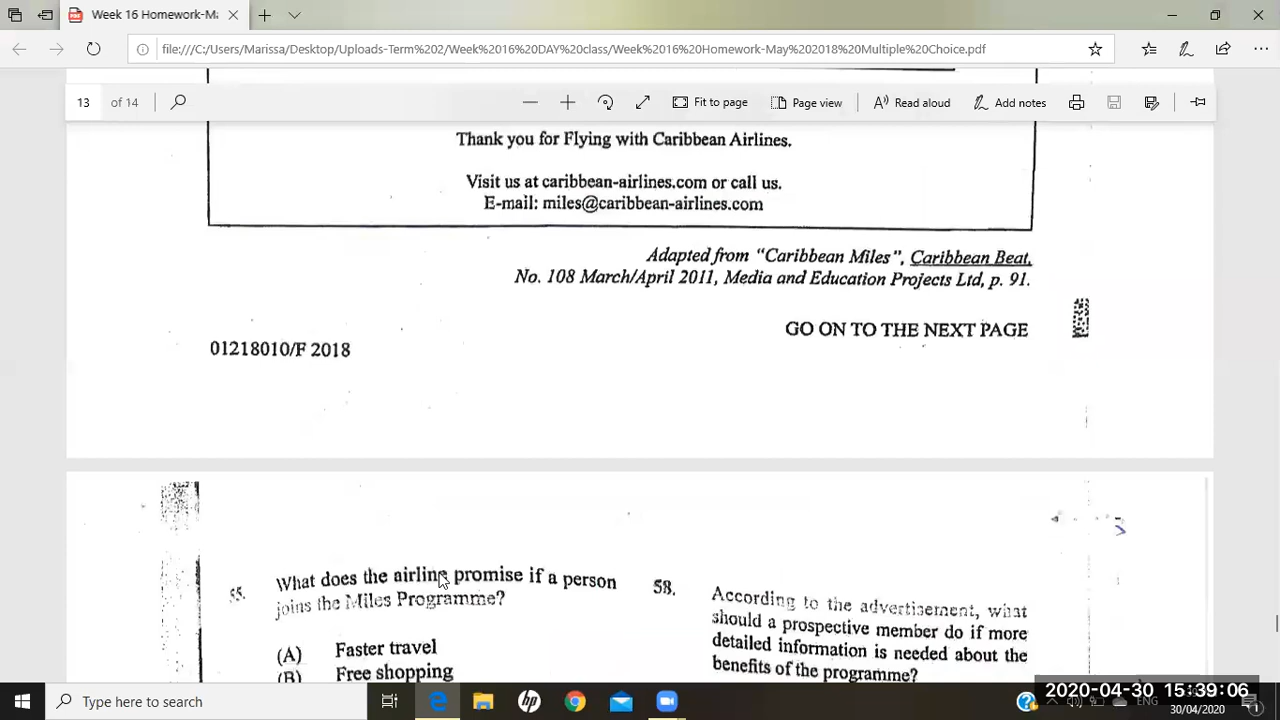 Week 16 Homework-Ma
file:///C:/Users/Marissa/Desktop/Uploads-Term%202/Week%2016%20DAY%20class/Week%2016%20Homework-May%202018%20Multiple%20Choice.pdf
13 of 14
Fit to page
Page view
Read aloud
Add notes
Thank you for Flying with Caribbean Airlines.
Visit us at caribbean-airlines.com or call us.
E-mail: miles@caribbean-airlines.com
Adapted from “Caribbean Miles”, Caribbean Beat,
No. 108 March/April 2011, Media and Education Projects Ltd, p. 91.
GO ON TO THE NEXT PAGE
01218010/F 2018
55. What does the airline promise if a person
joins the Miles Programme?
(A) Faster travel
(B) Free shopping
58. According to the advertisement, what
should a prospective member do if more
detailed information is needed about the
benefits of the programme?
Type here to search
ENG
2020-04-30 15:39:06
30/04/2020